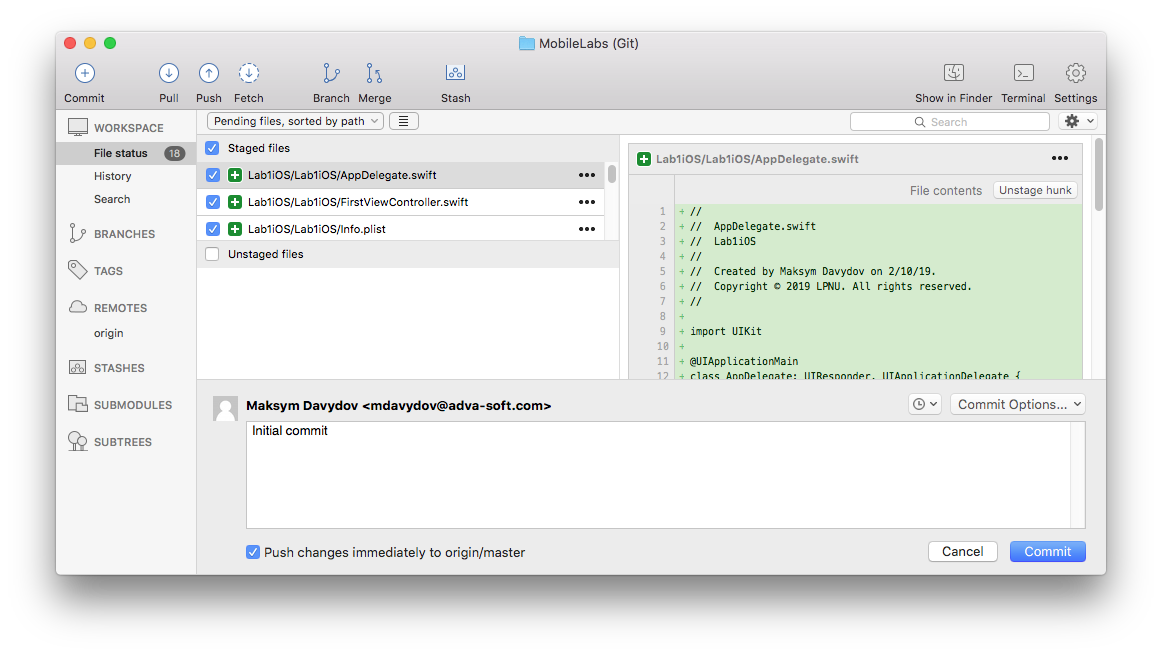 MobileLabs (Git)
Commit Pull Push Fetch Branch Merge Stash Show in Finder Terminal Settings
WORKSPACE
File status 18
History
Search
BRANCHES
TAGS
REMOTES
origin
STASHES
SUBMODULES
SUBTREES
Pending files, sorted by path
Search
Staged files
Lab1iOS/Lab1iOS/AppDelegate.swift
Lab1iOS/Lab1iOS/FirstViewController.swift
Lab1iOS/Lab1iOS/Info.plist
Unstaged files
Lab1iOS/Lab1iOS/AppDelegate.swift
File contents Unstage hunk
1 + //
2 + // AppDelegate.swift
3 + // Lab1iOS
4 + //
5 + // Created by Maksym Davydov on 2/10/19.
6 + // Copyright © 2019 LPNU. All rights reserved.
7 + //
8 +
9 + import UIKit
10 +
11 + @UIApplicationMain
12 + class AppDelegate: UIResponder, UIApplicationDelegate {
Maksym Davydov <mdavydov@adva-soft.com>
Commit Options...
Initial commit
Push changes immediately to origin/master
Cancel Commit